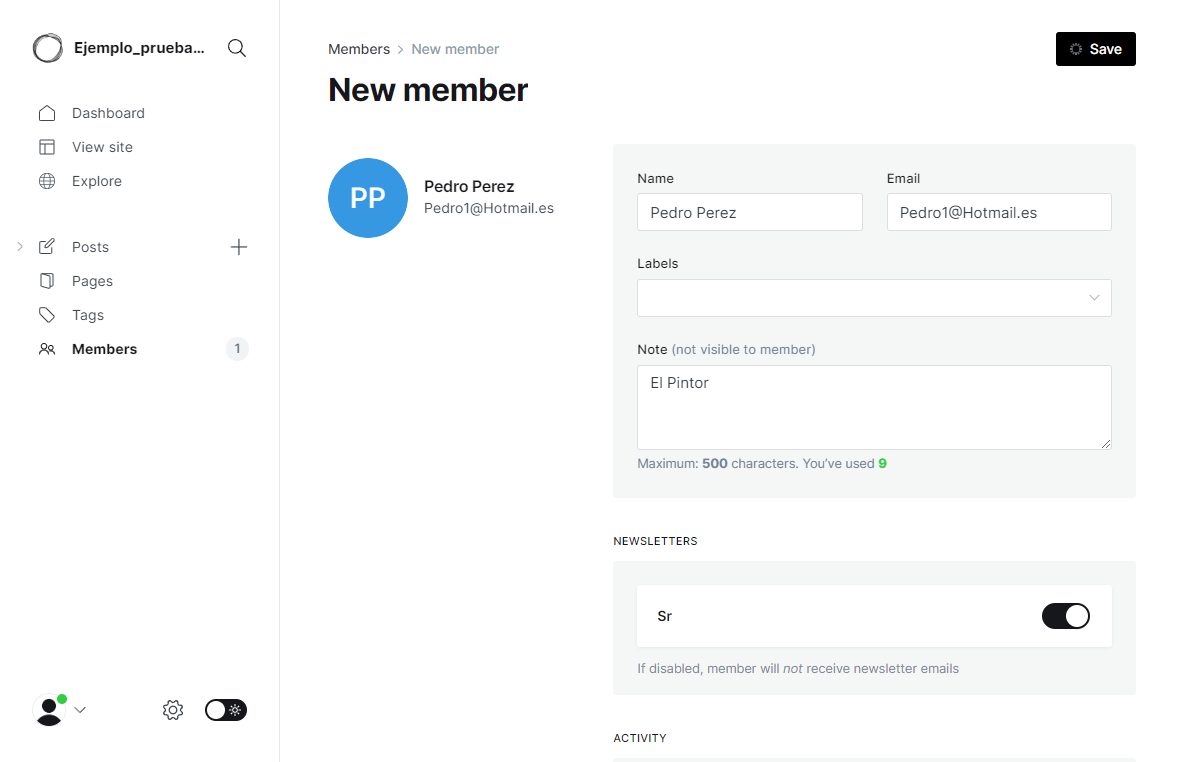 Ejemplo_prueba...
Dashboard
View site
Explore
Posts
Pages
Tags
Members 1
Members > New member
Save
New member
PP
Pedro Perez
Pedro1@Hotmail.es
Name
Pedro Perez
Email
Pedro1@Hotmail.es
Labels
Note (not visible to member)
El Pintor
Maximum: 500 characters. You've used 9
NEWSLETTERS
Sr
If disabled, member will not receive newsletter emails
ACTIVITY